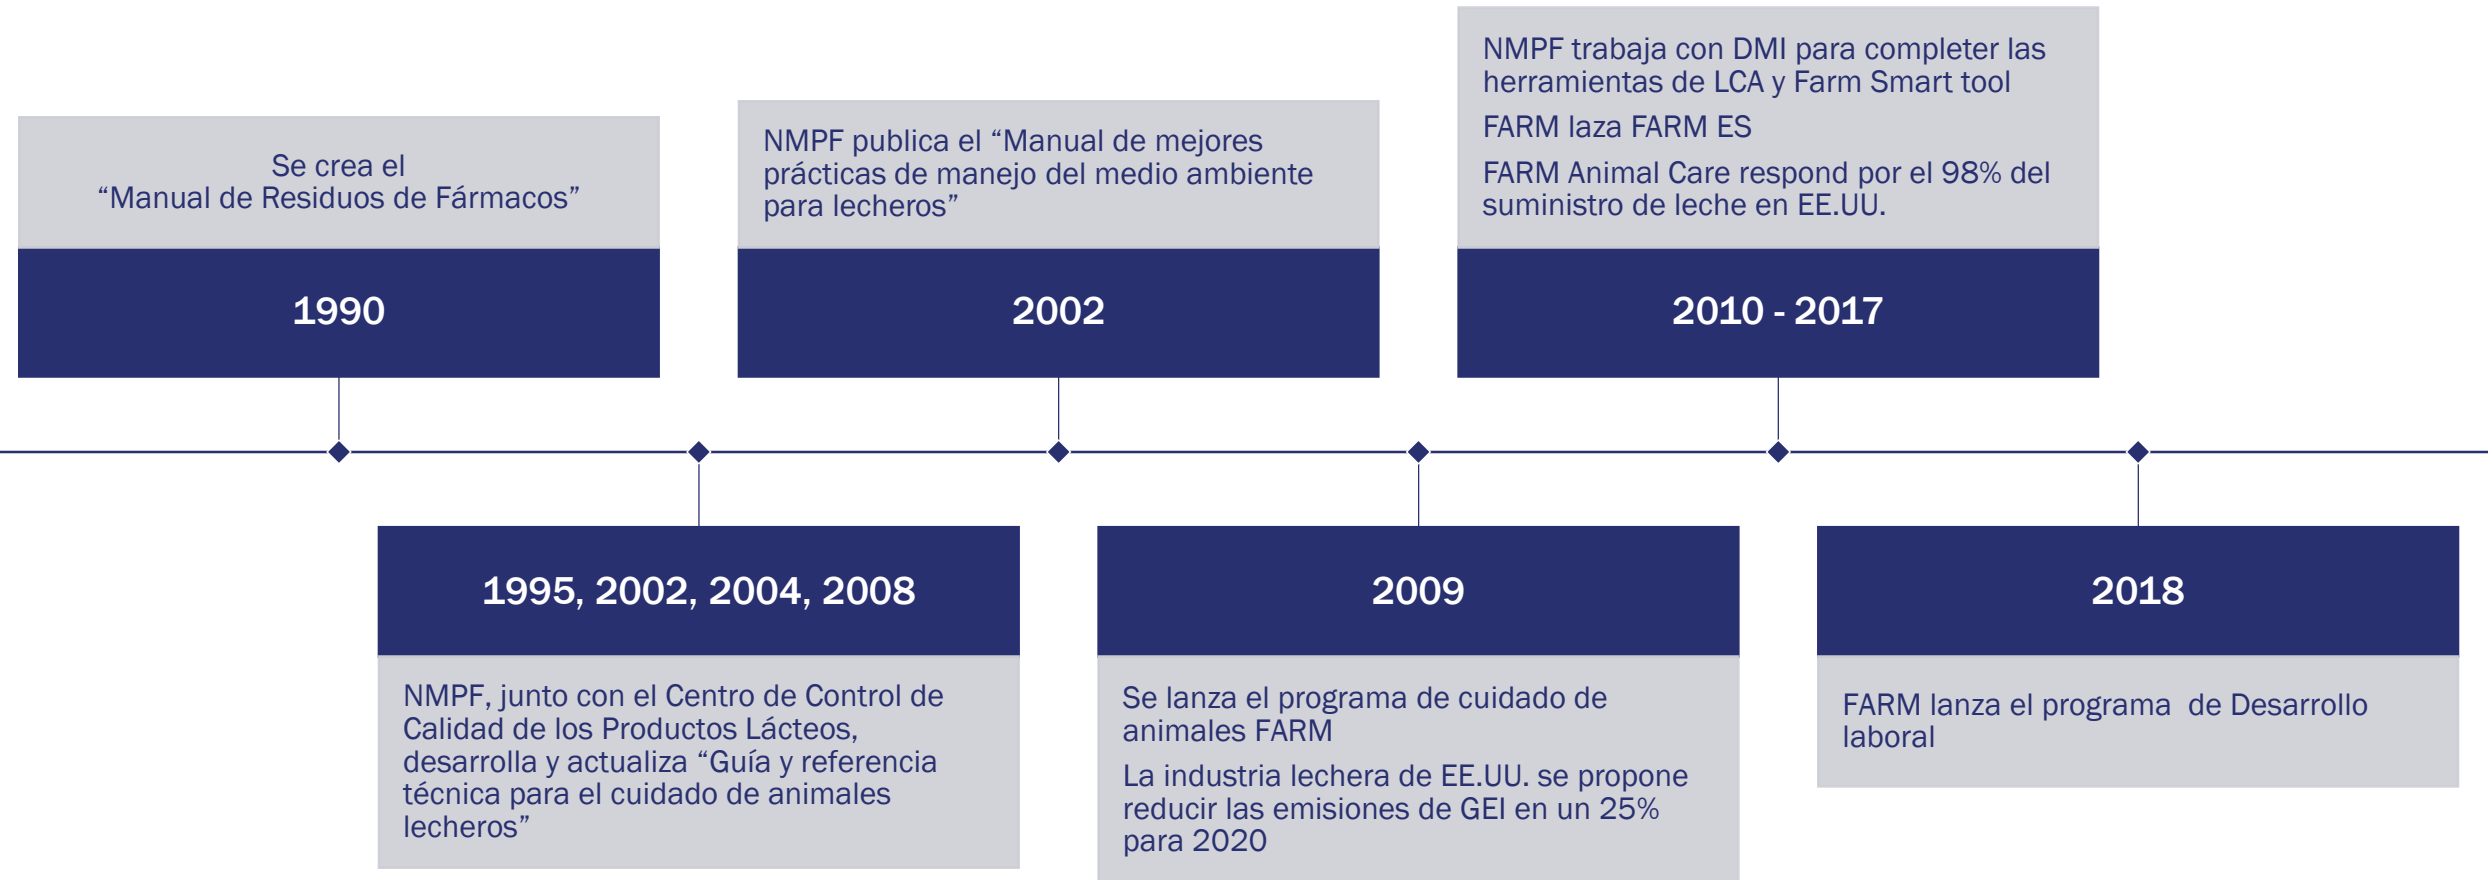 Se crea el
“Manual de Residuos de Fármacos”
1990
1995, 2002, 2004, 2008
NMPF, junto con el Centro de Control de
Calidad de los Productos Lácteos,
desarrolla y actualiza “Guía y referencia
técnica para el cuidado de animales
lecheros”
NMPF publica el “Manual de mejores
prácticas de manejo del medio ambiente
para lecheros”
2002
2009
Se lanza el programa de cuidado de
animales FARM
La industria lechera de EE.UU. se propone
reducir las emisiones de GEI en un 25%
para 2020
NMPF trabaja con DMI para completer las
herramientas de LCA y Farm Smart tool
FARM laza FARM ES
FARM Animal Care respond por el 98% del
suministro de leche en EE.UU.
2010 - 2017
2018
FARM lanza el programa  de Desarrollo
laboral